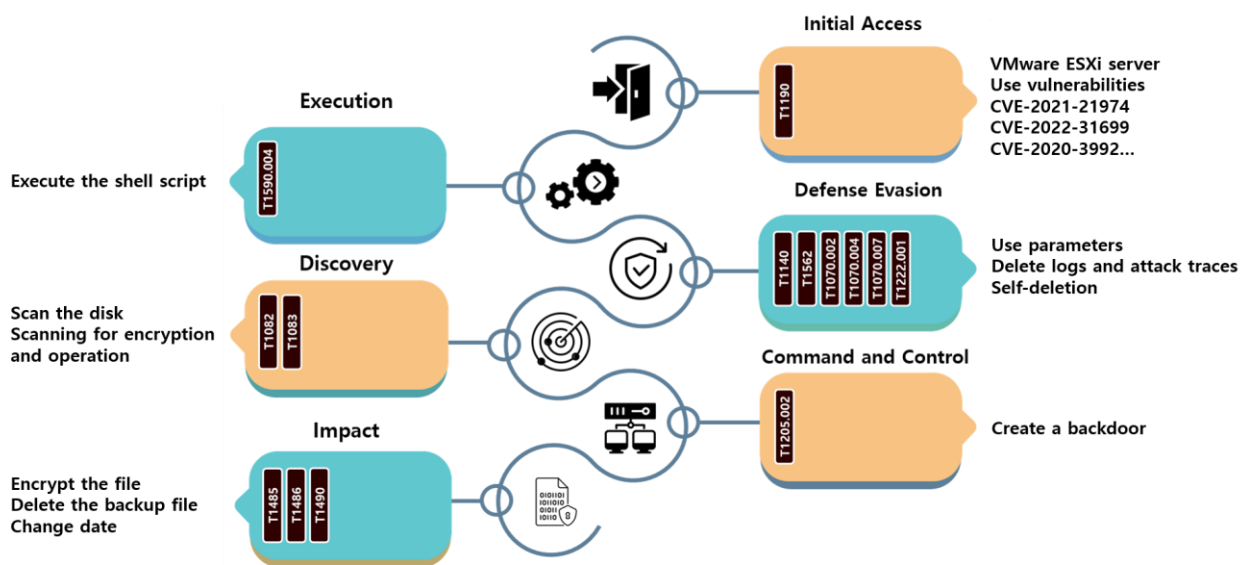 Initial Access
T1190
VMware ESXi server
Use vulnerabilities
CVE-2021-21974
CVE-2022-31699
CVE-2020-3992...
Execution
T1590.004
Execute the shell script
Defense Evasion
T1140
T1562
T1070.002
T1070.004
T1070.007
T1222.001
Use parameters
Delete logs and attack traces
Self-deletion
Discovery
T1082
T1083
Scan the disk
Scanning for encryption
and operation
Command and Control
T1205.002
Create a backdoor
Impact
T1485
T1486
T1490
Encrypt the file
Delete the backup file
Change date
0101101
1011010
01011
10110